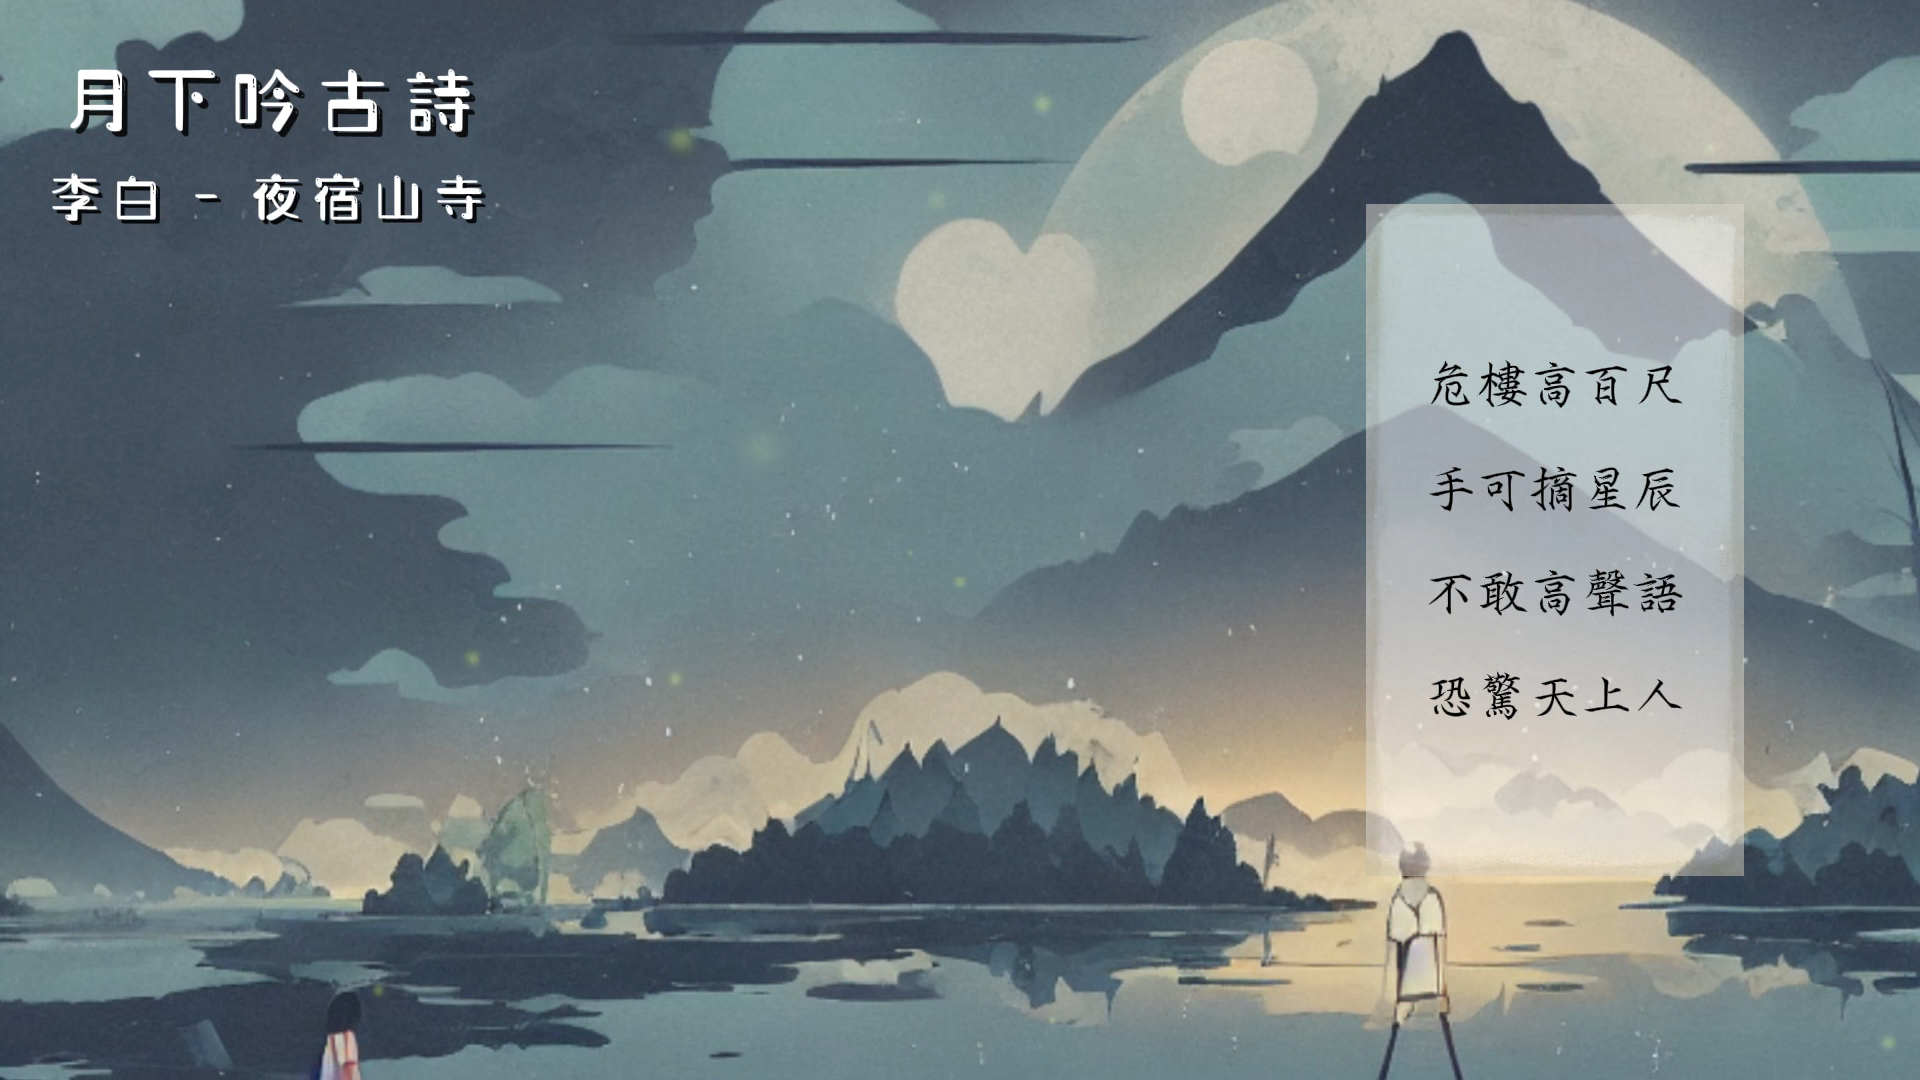 月下吟古詩
李白 - 夜宿山寺
危樓高百尺
手可摘星辰
不敢高聲語
恐驚天上人